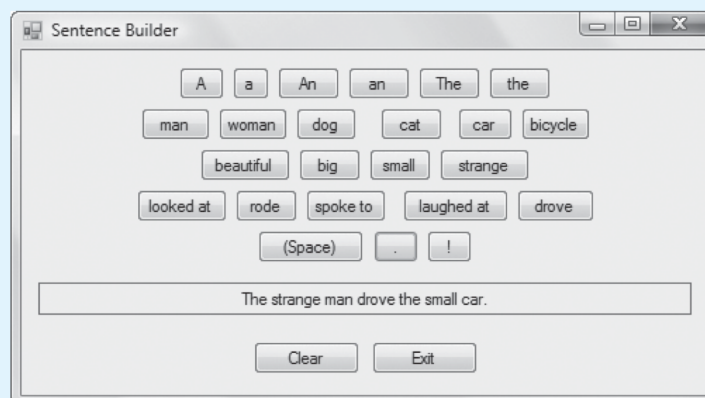 Sentence Builder
A a An an The the
man woman dog cat car bicycle
beautiful big small strange
looked at rode spoke to laughed at drove
(Space) . !
The strange man drove the small car.
Clear Exit